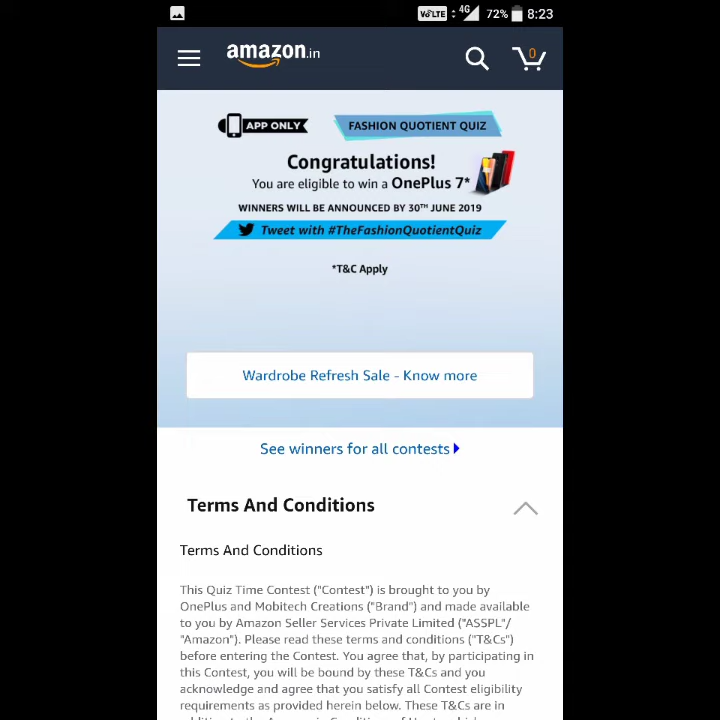 VoLTE 4G 72% 8:23
amazon.in
0
APP ONLY
FASHION QUOTIENT QUIZ
Congratulations!
You are eligible to win a OnePlus 7*
WINNERS WILL BE ANNOUNCED BY 30TH JUNE 2019
Tweet with #TheFashionQuotientQuiz
*T&C Apply
Wardrobe Refresh Sale - Know more
See winners for all contests
Terms And Conditions
Terms And Conditions
This Quiz Time Contest ("Contest") is brought to you by
OnePlus and Mobitech Creations ("Brand") and made available
to you by Amazon Seller Services Private Limited ("ASSPL"/
"Amazon"). Please read these terms and conditions ("T&Cs")
before entering the Contest. You agree that, by participating in
this Contest, you will be bound by these T&Cs and you
acknowledge and agree that you satisfy all Contest eligibility
requirements as provided herein below. These T&Cs are in